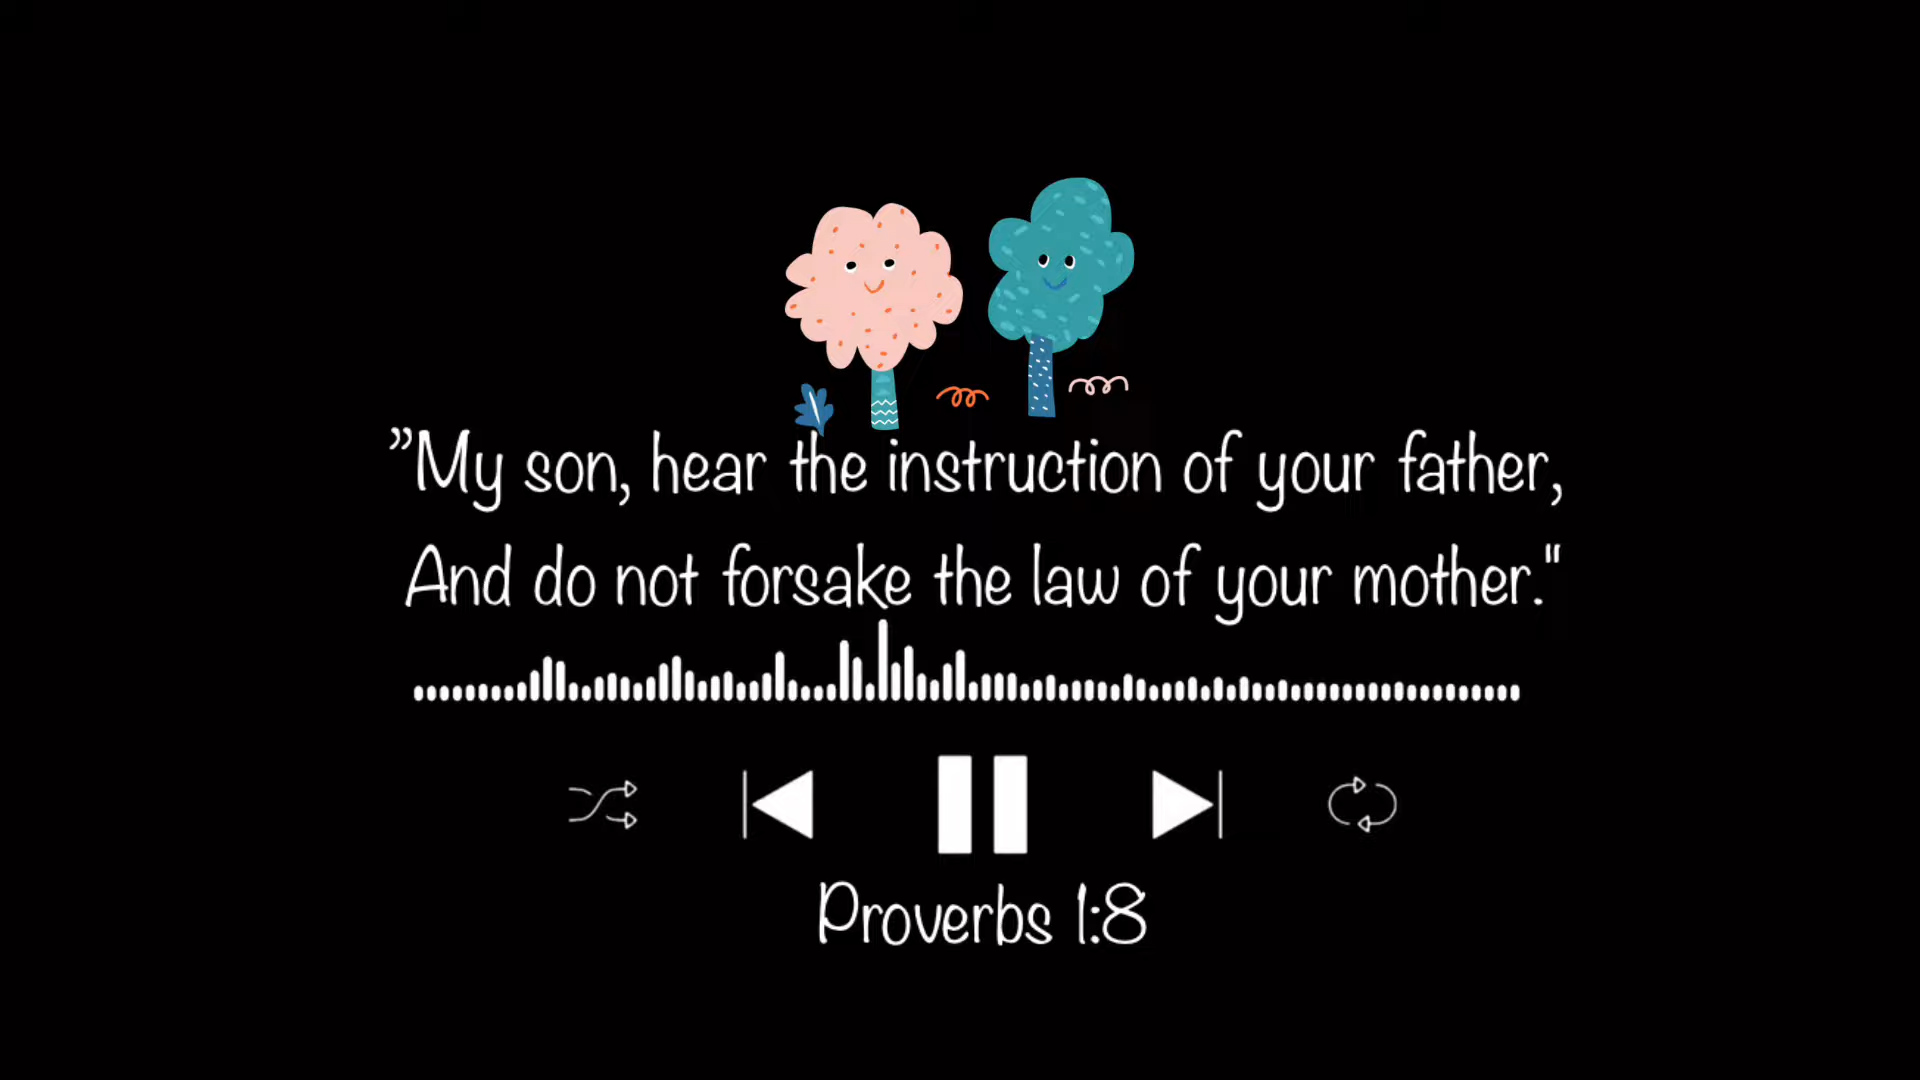 ”My son, hear the instruction of your father,
And do not forsake the law of your mother."
Proverbs 1:8